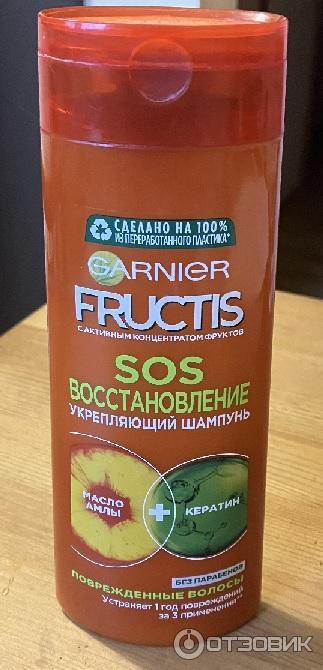 СДЕЛАНО НА 100%
ИЗ ПЕРЕРАБОТАННОГО ПЛАСТИКА*
GARNIER
FRUCTIS
С АКТИВНЫМ КОНЦЕНТРАТОМ ФРУКТОВ
SOS
ВОССТАНОВЛЕНИЕ
УКРЕПЛЯЮЩИЙ ШАМПУНЬ
МАСЛО
АМЛЫ
+
КЕРАТИН
БЕЗ ПАРАБЕНОВ
ПОВРЕЖДЕННЫЕ ВОЛОСЫ
Устраняет 1 год повреждений
за 3 применения**
ОТЗОВИК